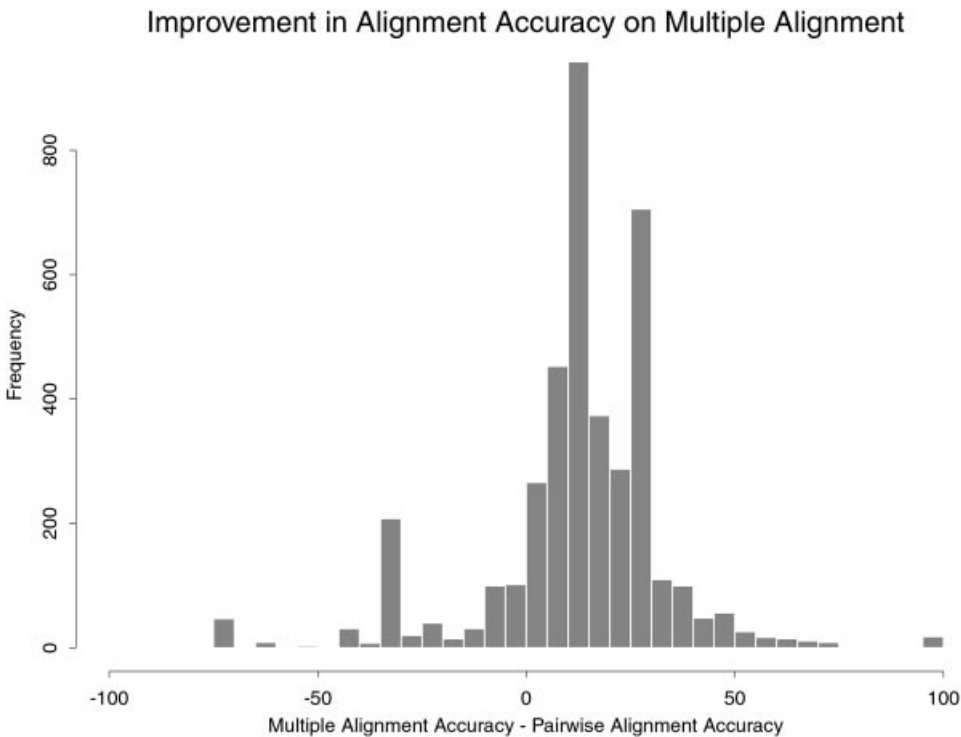 Improvement in Alignment Accuracy on Multiple Alignment
Frequency
800
600
400
200
0
-100 -50 0 50 100
Multiple Alignment Accuracy - Pairwise Alignment Accuracy